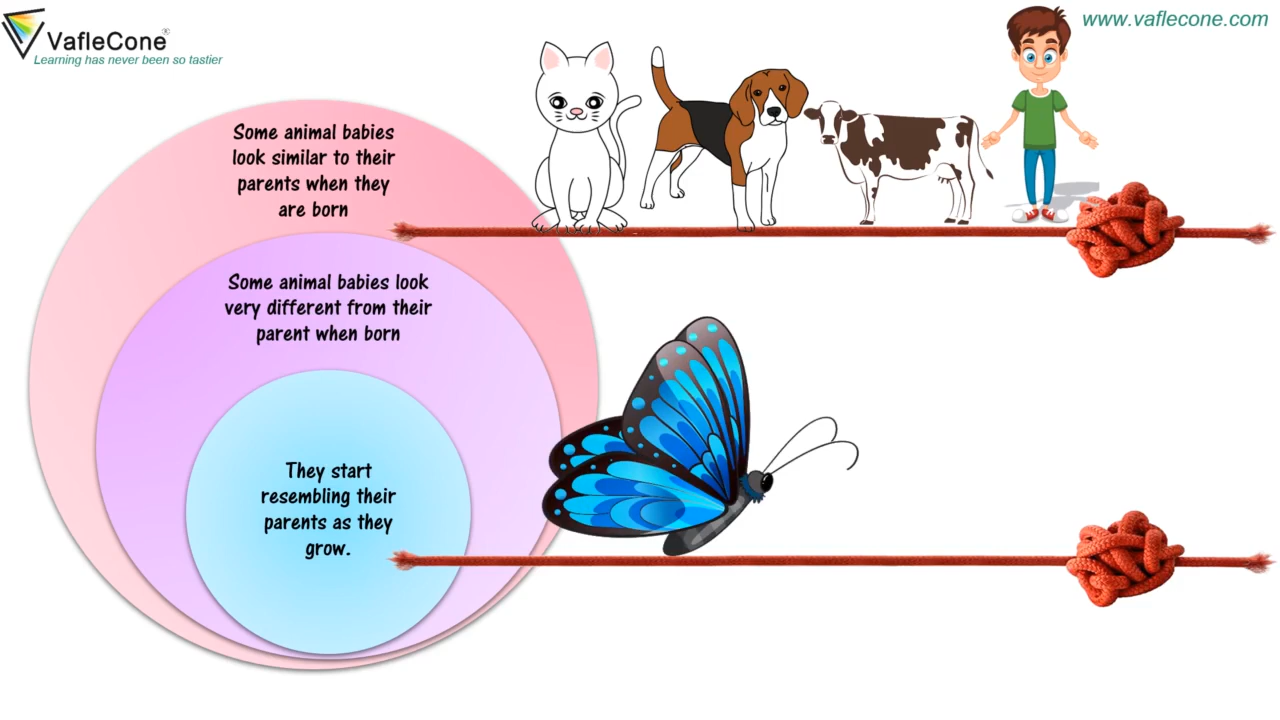 VafleCone®
Learning has never been so tastier
www.vaflecone.com
Some animal babies
look similar to their
parents when they
are born
Some animal babies look
very different from their
parent when born
They start
resembling their
parents as they
grow.